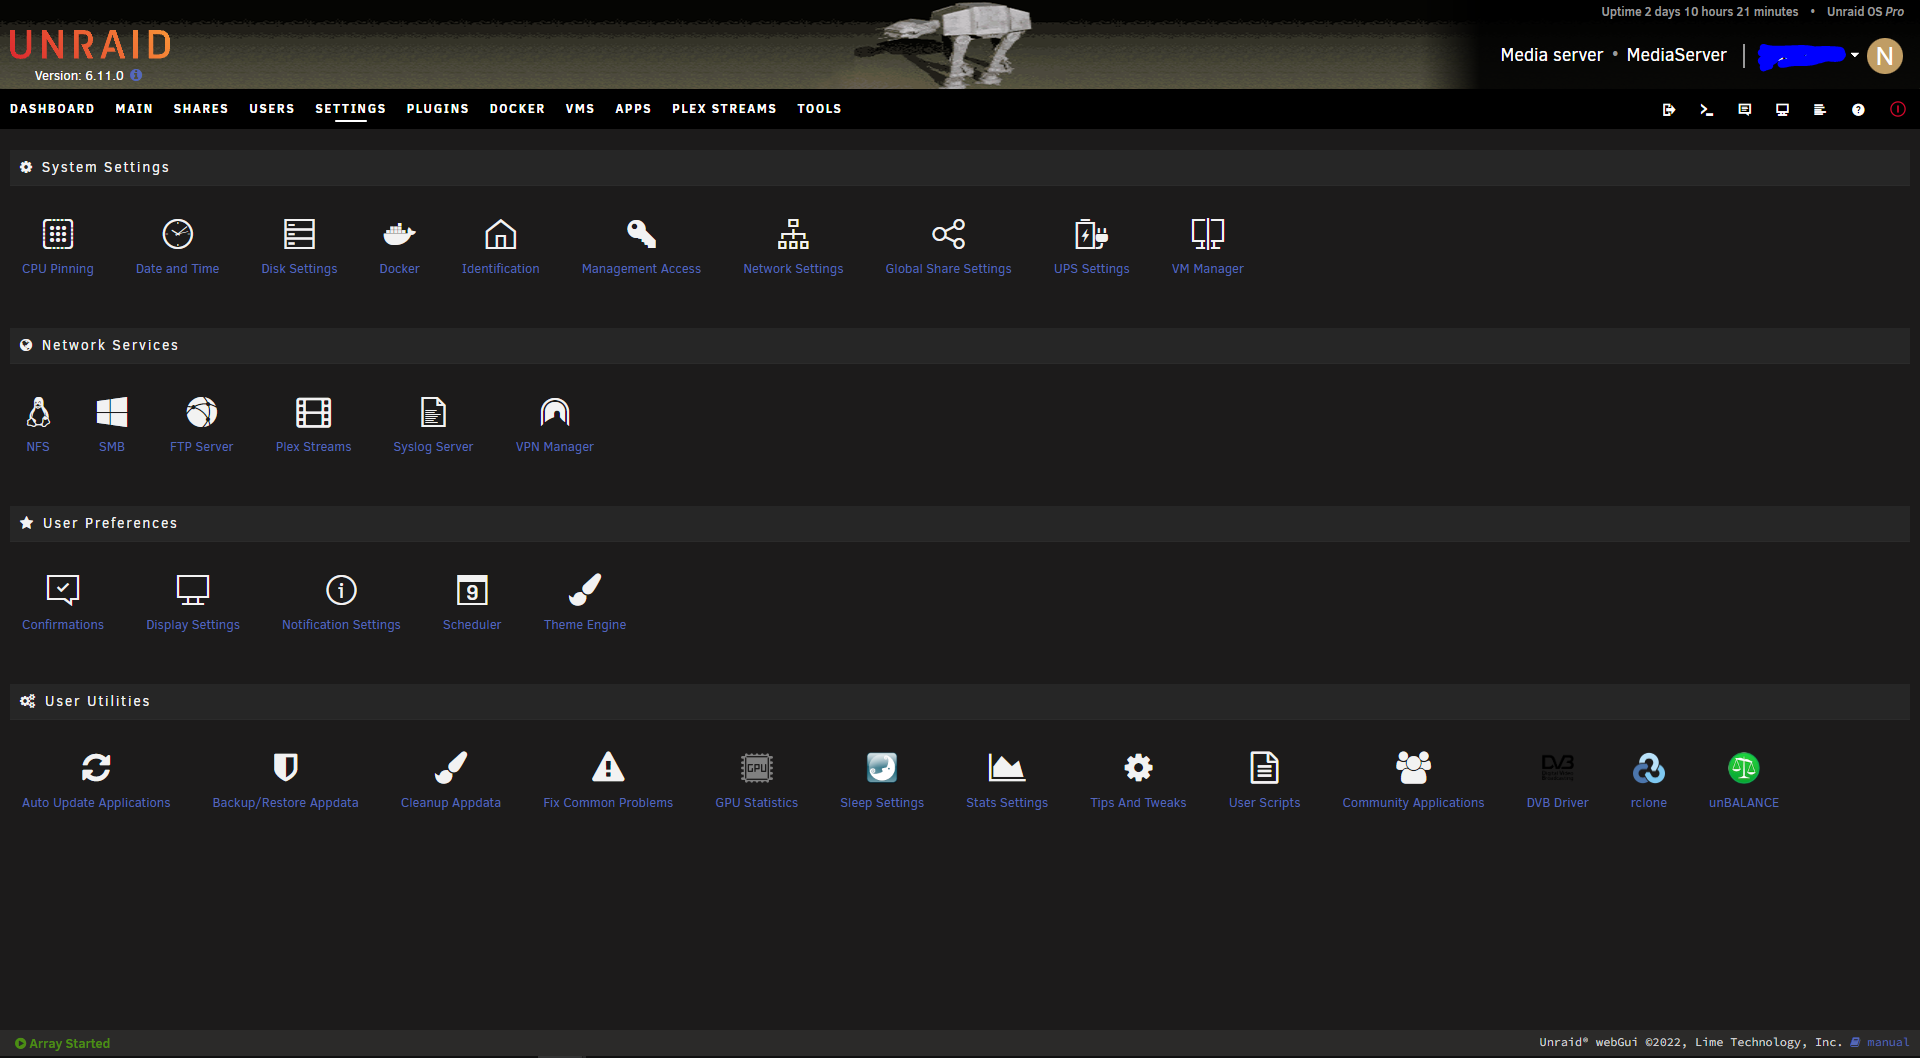 Uptime 2 days 10 hours 21 minutes • Unraid OS Pro
UNRAID
Version: 6.11.0
Media server • MediaServer
N
DASHBOARD MAIN SHARES USERS SETTINGS PLUGINS DOCKER VMS APPS PLEX STREAMS TOOLS
System Settings
CPU Pinning Date and Time Disk Settings Docker Identification Management Access Network Settings Global Share Settings UPS Settings VM Manager
Network Services
NFS SMB FTP Server Plex Streams Syslog Server VPN Manager
User Preferences
9
Confirmations Display Settings Notification Settings Scheduler Theme Engine
User Utilities
GPU DVB
Auto Update Applications Backup/Restore Appdata Cleanup Appdata Fix Common Problems GPU Statistics Sleep Settings Stats Settings Tips And Tweaks User Scripts Community Applications DVB Driver rclone unBALANCE
Array Started
Unraid® webGui ©2022, Lime Technology, Inc. manual